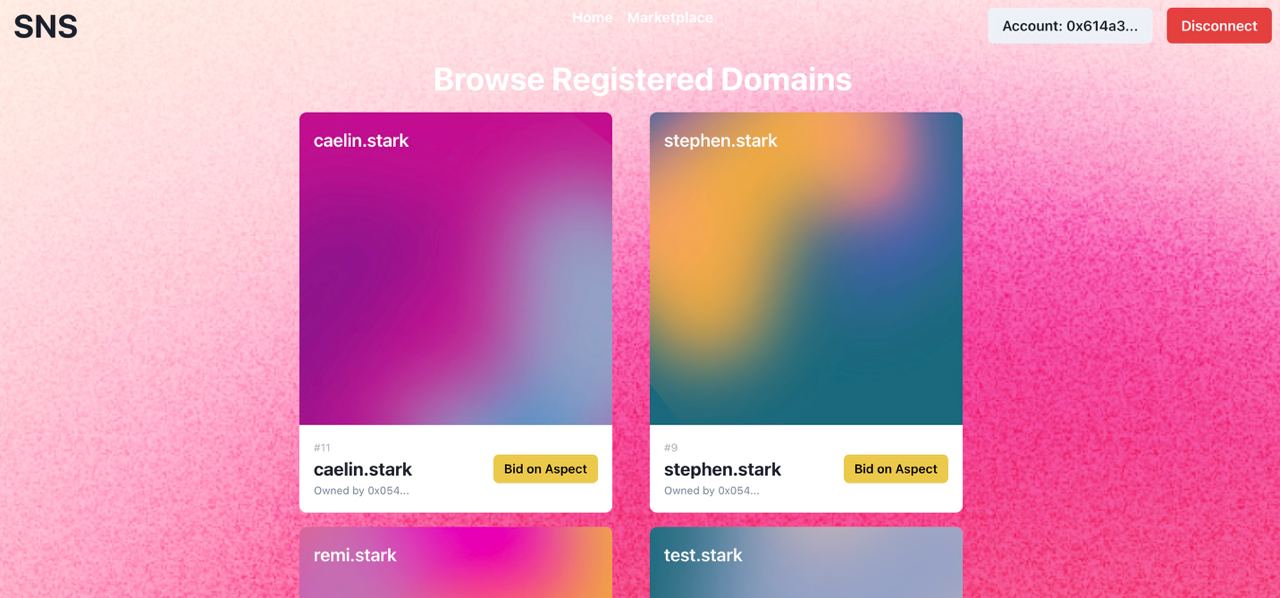 SNS
Home Marketplace
Account: 0x614a3...
Disconnect
Browse Registered Domains
caelin.stark
#11
caelin.stark
Owned by 0x054...
Bid on Aspect
stephen.stark
#9
stephen.stark
Owned by 0x054...
Bid on Aspect
remi.stark
test.stark